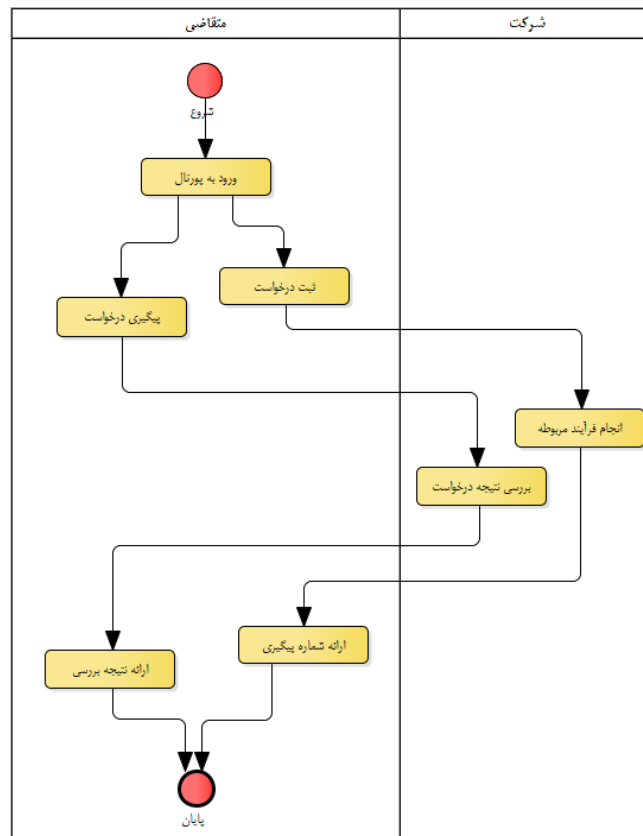 شرکت
متقاضی
شروع
ورود به پورتال
ثبت درخواست
پیگیری درخواست
انجام فرآیند مربوطه
بررسی نتیجه درخواست
ارائه شماره پیگیری
ارائه نتیجه بررسی
پایان